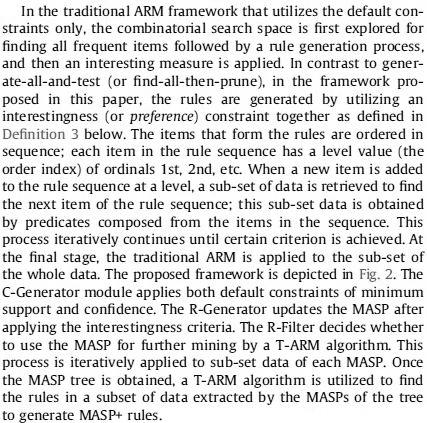 In the traditional ARM framework that utilizes the default con-
straints only, the combinatorial search space is first explored for
finding all frequent items followed by a rule generation process,
and then an interesting measure is applied. In contrast to gener-
ate-all-and-test (or find-all-then-prune), in the framework pro-
posed in this paper, the rules are generated by utilizing an
interestingness (or preference) constraint together as defined in
Definition 3 below. The items that form the rules are ordered in
sequence; each item in the rule sequence has a level value (the
order index) of ordinals 1st, 2nd, etc. When a new item is added
to the rule sequence at a level, a sub-set of data is retrieved to find
the next item of the rule sequence; this sub-set data is obtained
by predicates composed from the items in the sequence. This
process iteratively continues until certain criterion is achieved. At
the final stage, the traditional ARM is applied to the sub-set of
the whole data. The proposed framework is depicted in Fig. 2. The
C-Generator module applies both default constraints of minimum
support and confidence. The R-Generator updates the MASP after
applying the interestingness criteria. The R-Filter decides whether
to use the MASP for further mining by a T-ARM algorithm. This
process is iteratively applied to sub-set data of each MASP. Once
the MASP tree is obtained, a T-ARM algorithm is utilized to find
the rules in a subset of data extracted by the MASPs of the tree
to generate MASP+ rules.